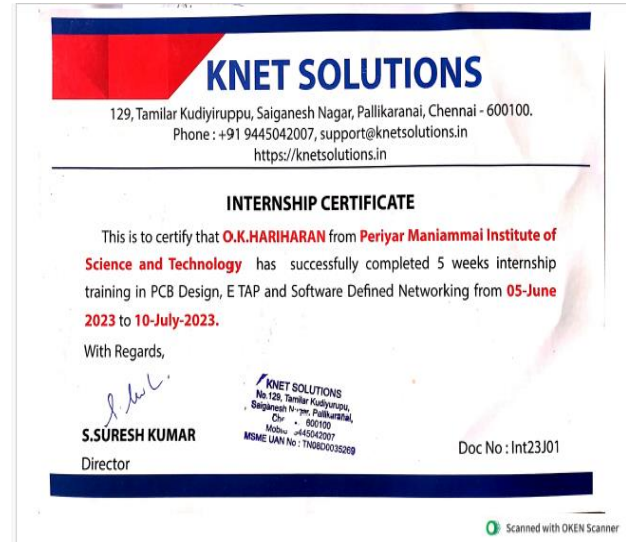 KNET SOLUTIONS
129, Tamilar Kudiyiruppu, Saiganesh Nagar, Pallikaranai, Chennai - 600100.
Phone : +91 9445042007, support@knetsolutions.in
https://knetsolutions.in
INTERNSHIP CERTIFICATE
This is to certify that O.K.HARIHARAN from Periyar Maniammai Institute of
Science and Technology has successfully completed 5 weeks internship
training in PCB Design, E TAP and Software Defined Networking from 05-June
2023 to 10-July-2023.
With Regards,
KNET SOLUTIONS
No.129, Tamilar Kudiyurupu,
Saiganesh Pallikaranai,
600100
445042007
MSME UAN No : TN08D0035269
S.SURESH KUMAR
Director
Doc No : Int23J01
Scanned with OKEN Scanner